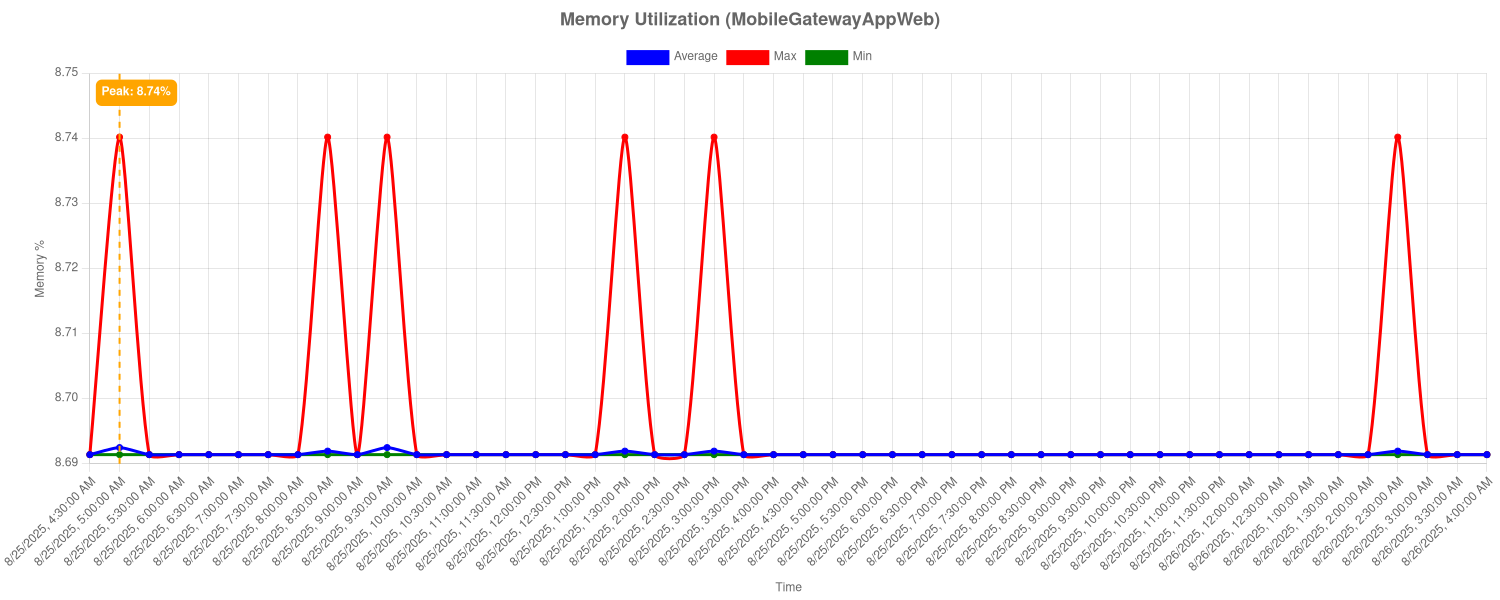 Memory Utilization (MobileGatewayAppWeb)
Average
Max
Min
Peak: 8.74%
8.75
8.74
8.73
8.72
8.71
8.70
8.69
Memory %
8/25/2025, 4:30:00 AM
8/25/2025, 5:00:00 AM
8/25/2025, 5:30:00 AM
8/25/2025, 6:00:00 AM
8/25/2025, 6:30:00 AM
8/25/2025, 7:00:00 AM
8/25/2025, 7:30:00 AM
8/25/2025, 8:00:00 AM
8/25/2025, 8:30:00 AM
8/25/2025, 9:00:00 AM
8/25/2025, 9:30:00 AM
8/25/2025, 10:00:00 AM
8/25/2025, 10:30:00 AM
8/25/2025, 11:00:00 AM
8/25/2025, 11:30:00 AM
8/25/2025, 12:00:00 PM
8/25/2025, 12:30:00 PM
8/25/2025, 1:00:00 PM
8/25/2025, 1:30:00 PM
8/25/2025, 2:00:00 PM
8/25/2025, 2:30:00 PM
8/25/2025, 3:00:00 PM
8/25/2025, 3:30:00 PM
8/25/2025, 4:00:00 PM
8/25/2025, 4:30:00 PM
8/25/2025, 5:00:00 PM
8/25/2025, 5:30:00 PM
8/25/2025, 6:00:00 PM
8/25/2025, 6:30:00 PM
8/25/2025, 7:00:00 PM
8/25/2025, 7:30:00 PM
8/25/2025, 8:00:00 PM
8/25/2025, 8:30:00 PM
8/25/2025, 9:00:00 PM
8/25/2025, 9:30:00 PM
8/25/2025, 10:00:00 PM
8/25/2025, 10:30:00 PM
8/25/2025, 11:00:00 PM
8/25/2025, 11:30:00 PM
8/26/2025, 12:00:00 AM
8/26/2025, 12:30:00 AM
8/26/2025, 1:00:00 AM
8/26/2025, 1:30:00 AM
8/26/2025, 2:00:00 AM
8/26/2025, 2:30:00 AM
8/26/2025, 3:00:00 AM
8/26/2025, 3:30:00 AM
8/26/2025, 4:00:00 AM
Time